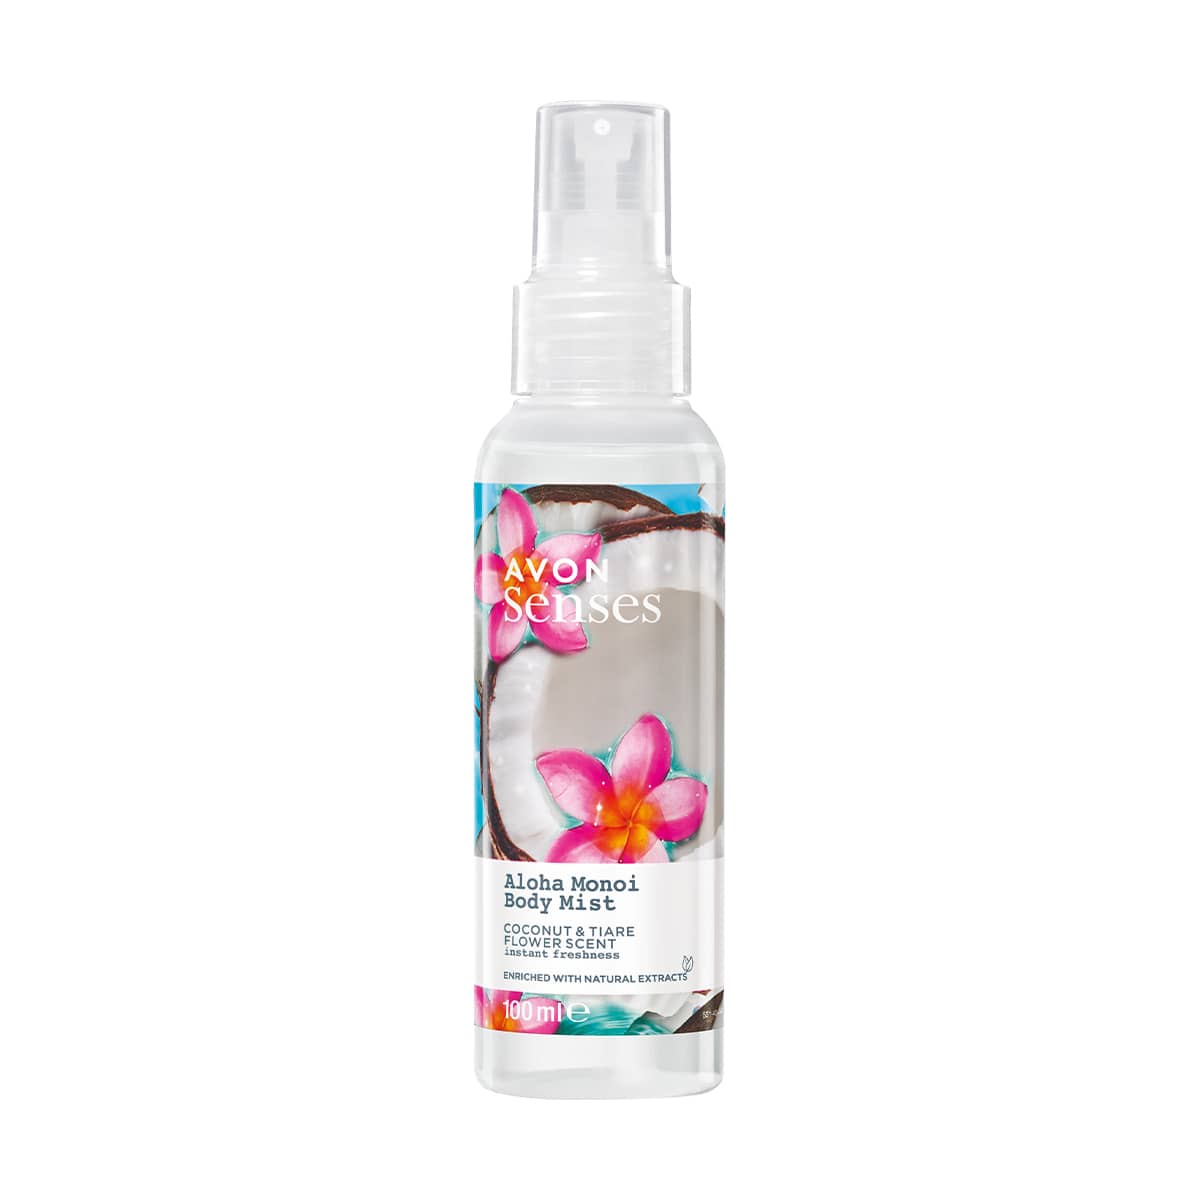 AVON
Senses
Aloha Monoi
Body Mist
COCONUT & TIARE
FLOWER SCENT
instant freshness
ENRICHED WITH NATURAL EXTRACTS
100 ml ℮